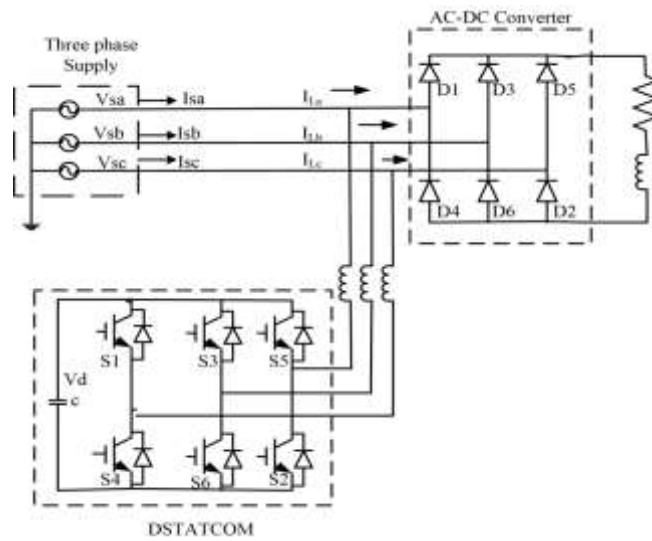 AC-DC Converter
Three phase
Supply
Vsa Isa ILa
D1 D3 D5
Vsb Isb ILb
Vsc Isc ILc
D4 D6 D2
S1 S3 S5
Vd
c
S4 S6 S2
DSTATCOM